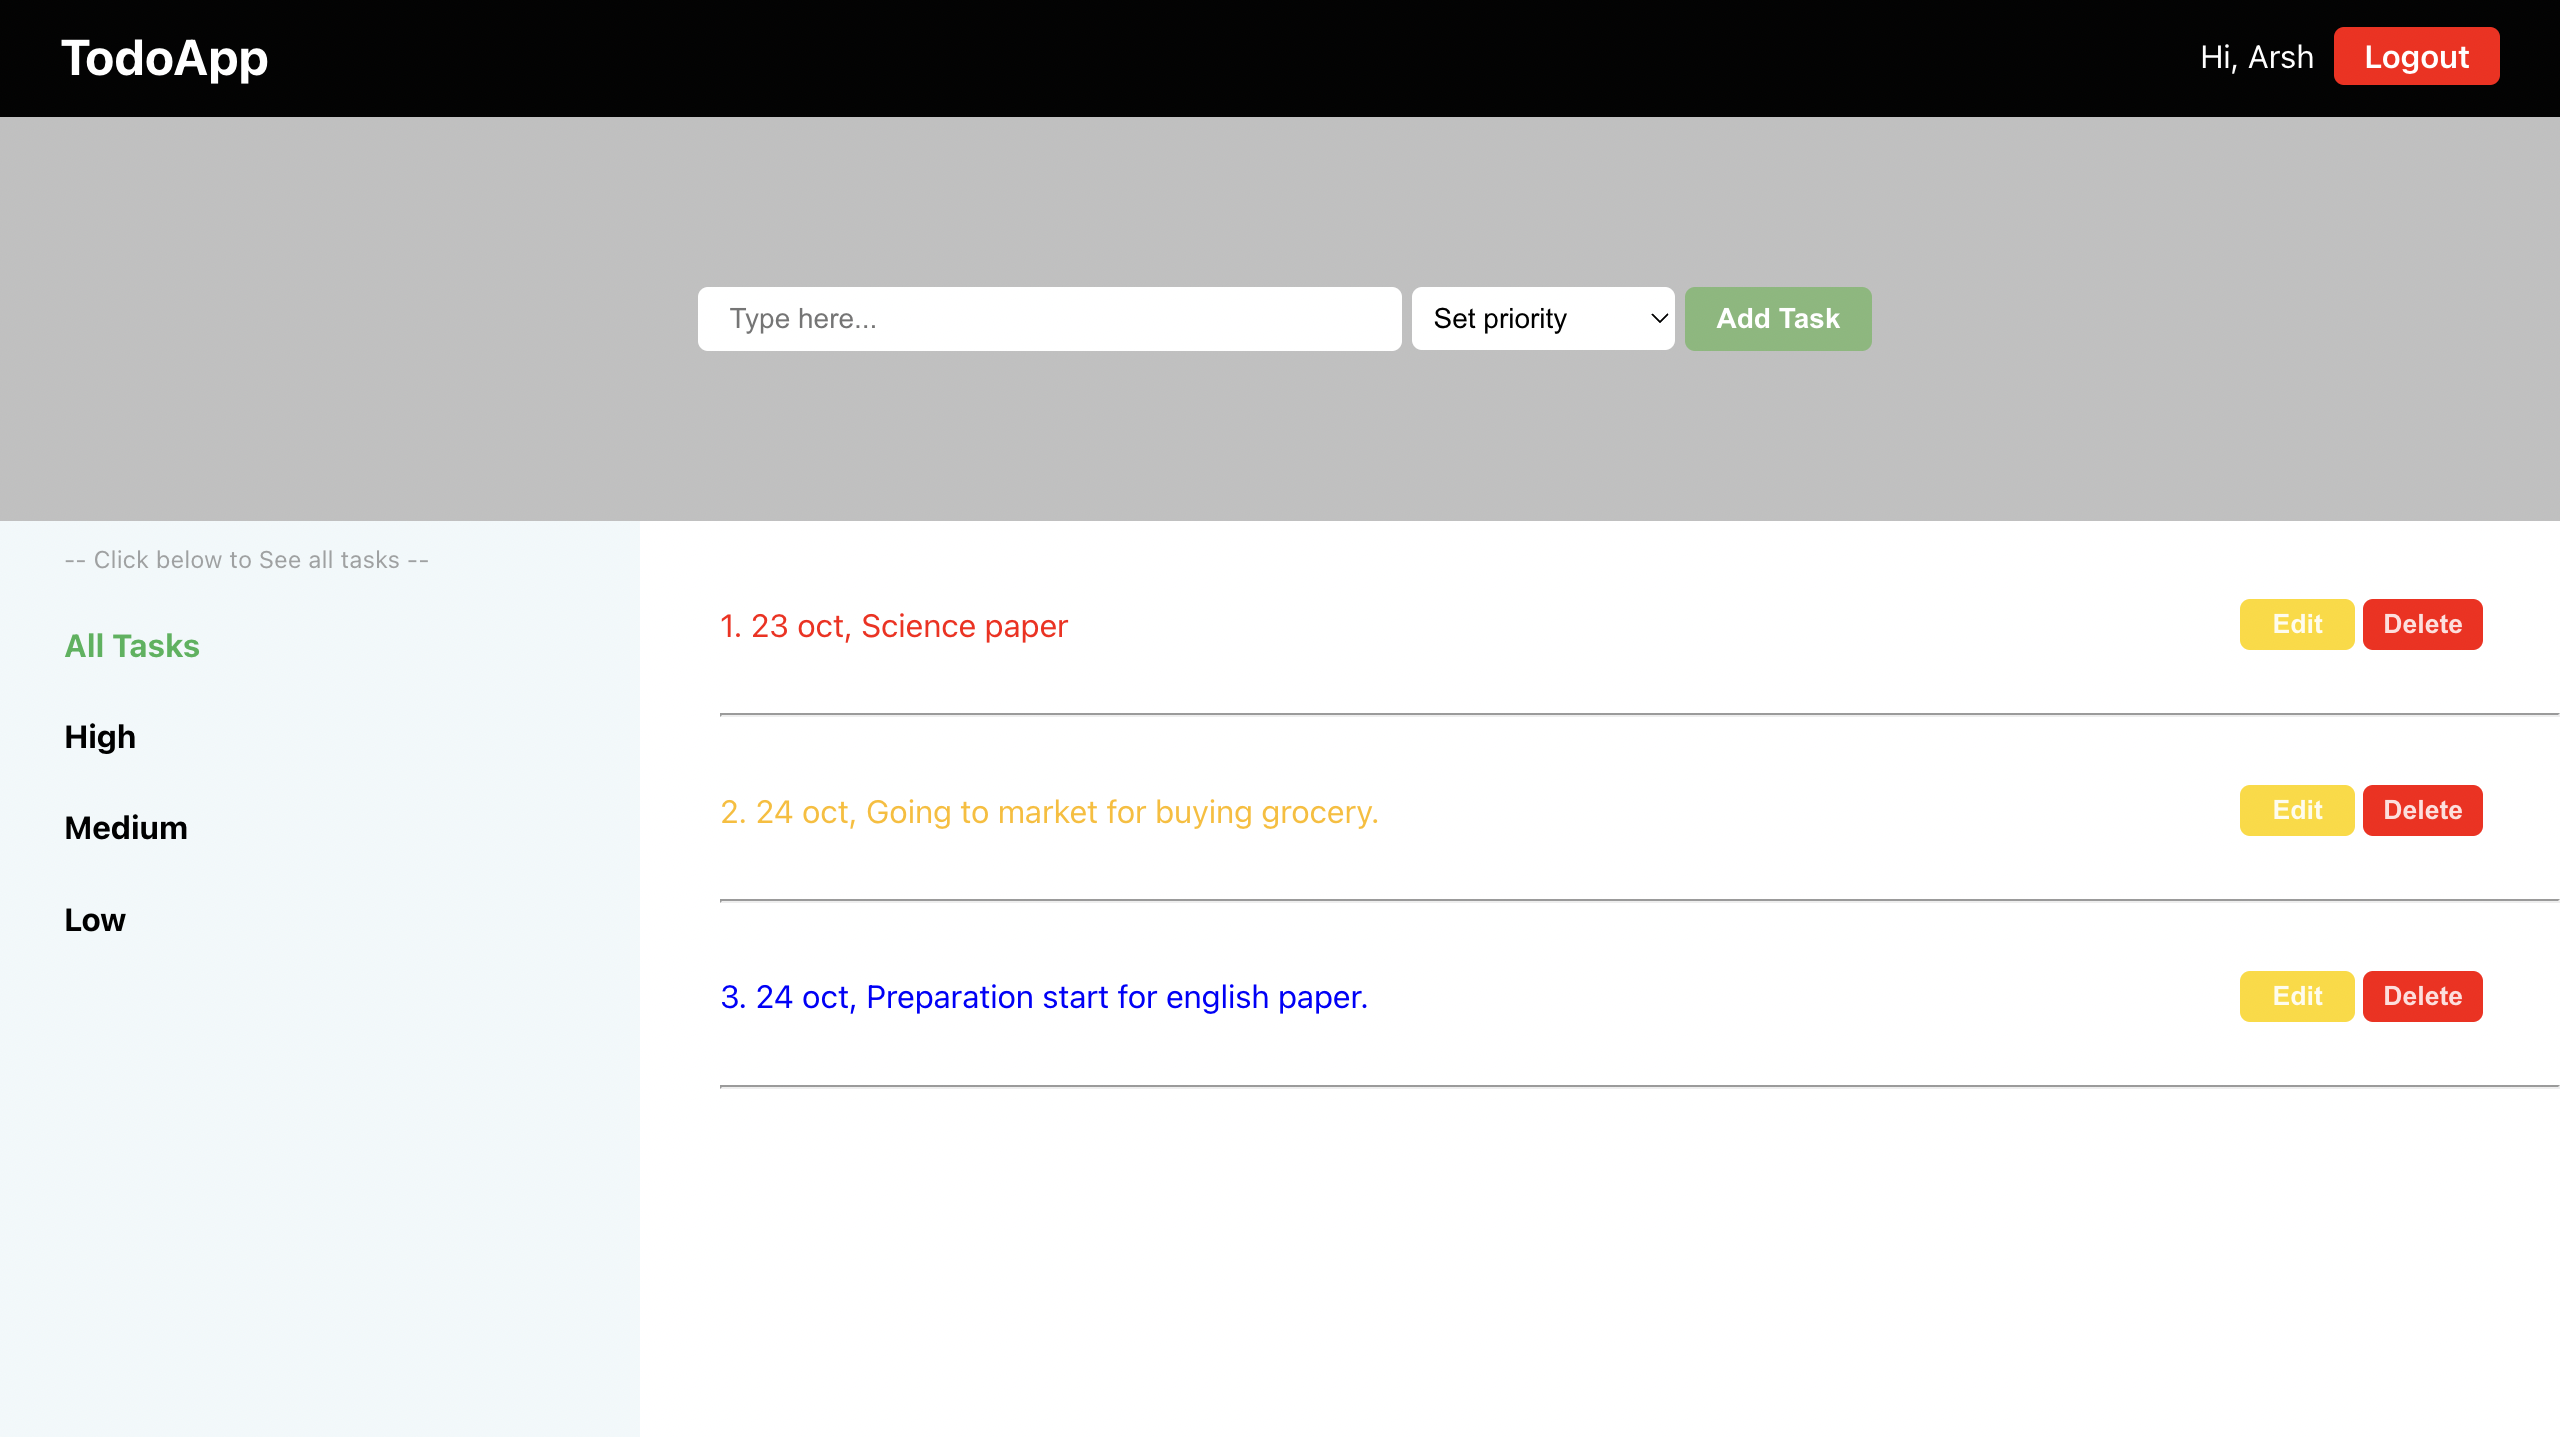 TodoApp
Hi, Arsh
Logout
Type here...
Set priority
Add Task
-- Click below to See all tasks --
All Tasks
High
Medium
Low
1. 23 oct, Science paper
Edit
Delete
2. 24 oct, Going to market for buying grocery.
Edit
Delete
3. 24 oct, Preparation start for english paper.
Edit
Delete